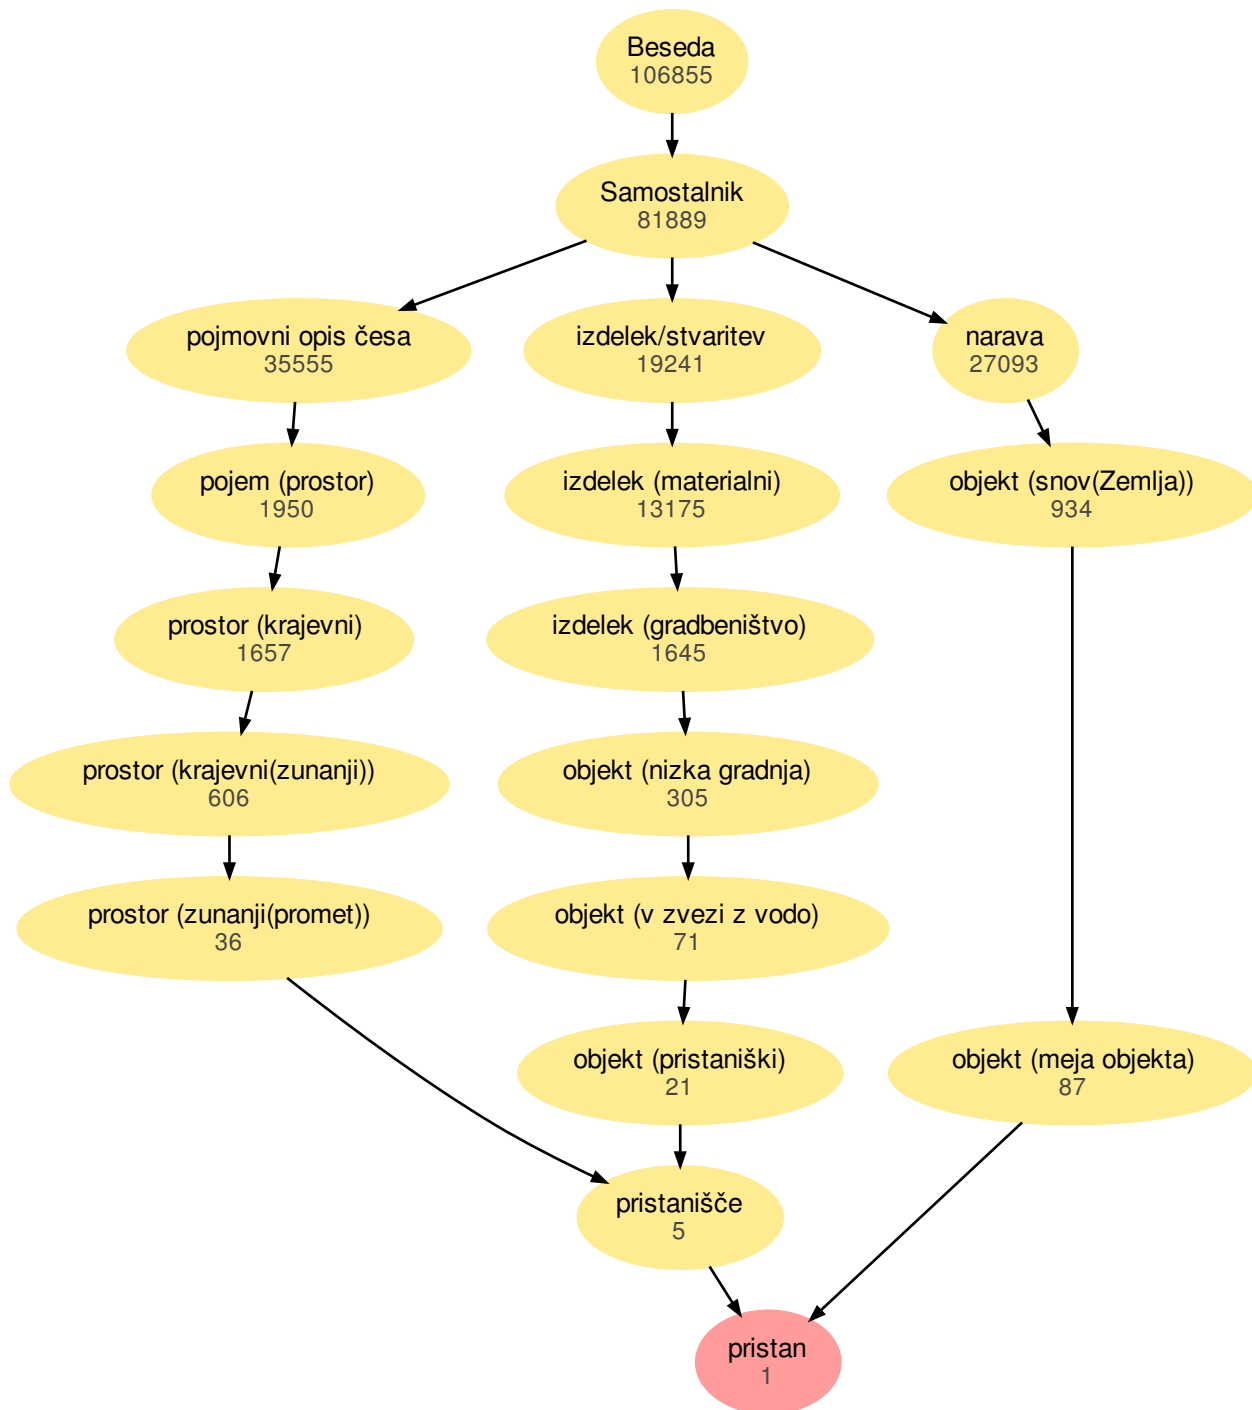 Beseda
106855
Samostalnik
81889
pojmovni opis česa
35555
izdelek/stvaritev
19241
narava
27093
pojem (prostor)
1950
izdelek (materialni)
13175
objekt (snov(Zemlja))
934
prostor (krajevni)
1657
izdelek (gradbeništvo)
1645
prostor (krajevni(zunanji))
606
objekt (nizka gradnja)
305
prostor (zunanji(promet))
36
objekt (v zvezi z vodo)
71
objekt (pristaniški)
21
objekt (meja objekta)
87
pristanišče
5
pristan
1